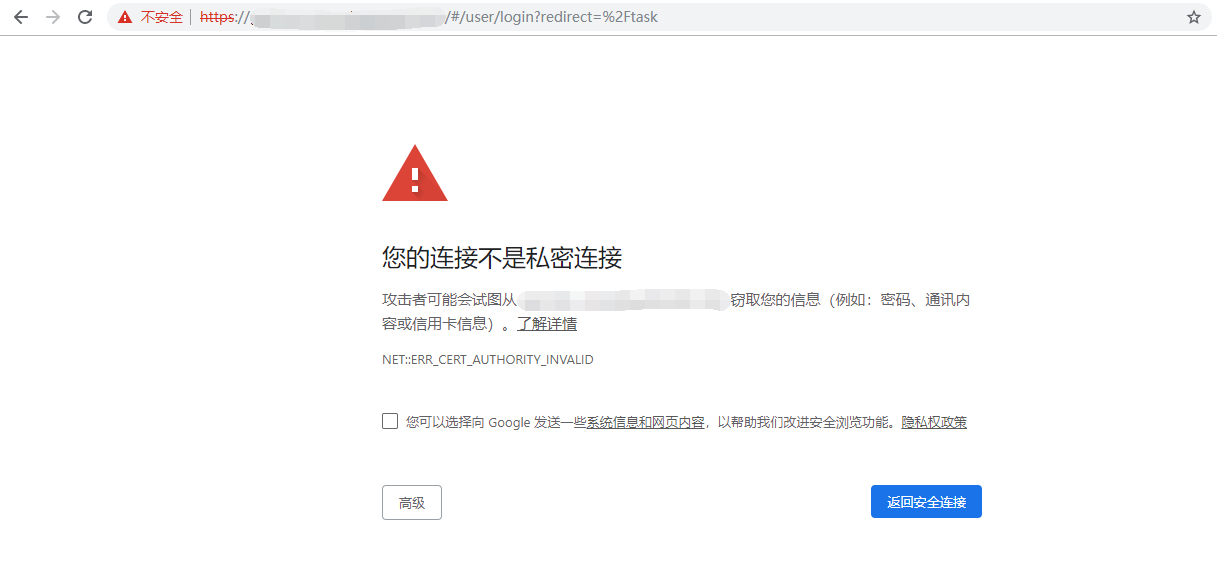 不安全 https:// /#/user/login?redirect=%2Ftask
您的连接不是私密连接
攻击者可能会试图从 窃取您的信息（例如：密码、通讯内
容或信用卡信息）。了解详情
NET::ERR_CERT_AUTHORITY_INVALID
您可以选择向 Google 发送一些系统信息和网页内容，以帮助我们改进安全浏览功能。隐私权政策
高级 返回安全连接